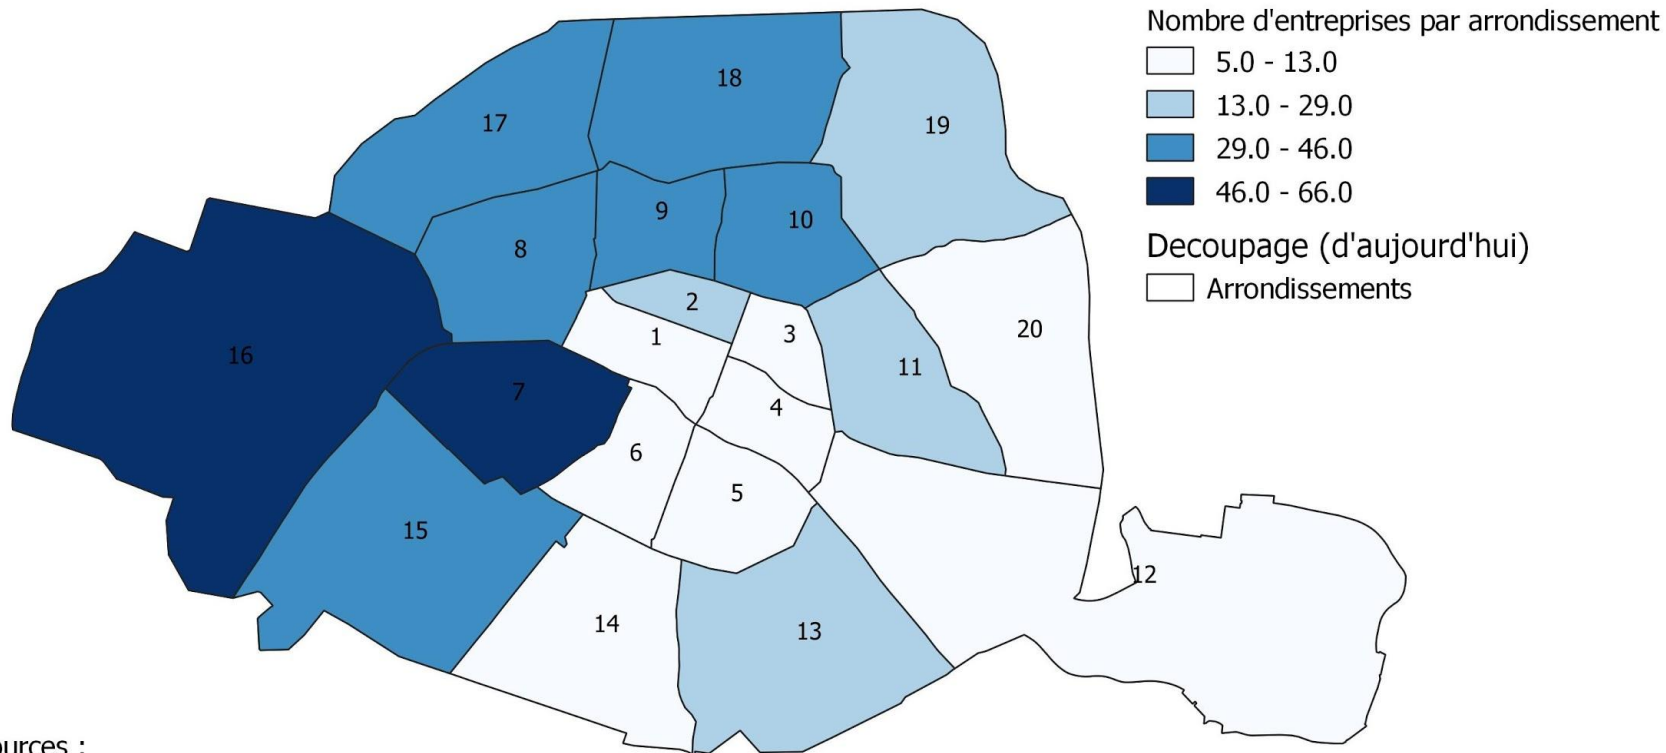 Nombre d'entreprises par arrondissement
5.0 - 13.0
13.0 - 29.0
29.0 - 46.0
46.0 - 66.0
Decoupage (d'aujourd'hui)
Arrondissements
18
17
19
9
10
8
2
20
1
3
16
11
7
4
6
5
15
12
14
13
ources :